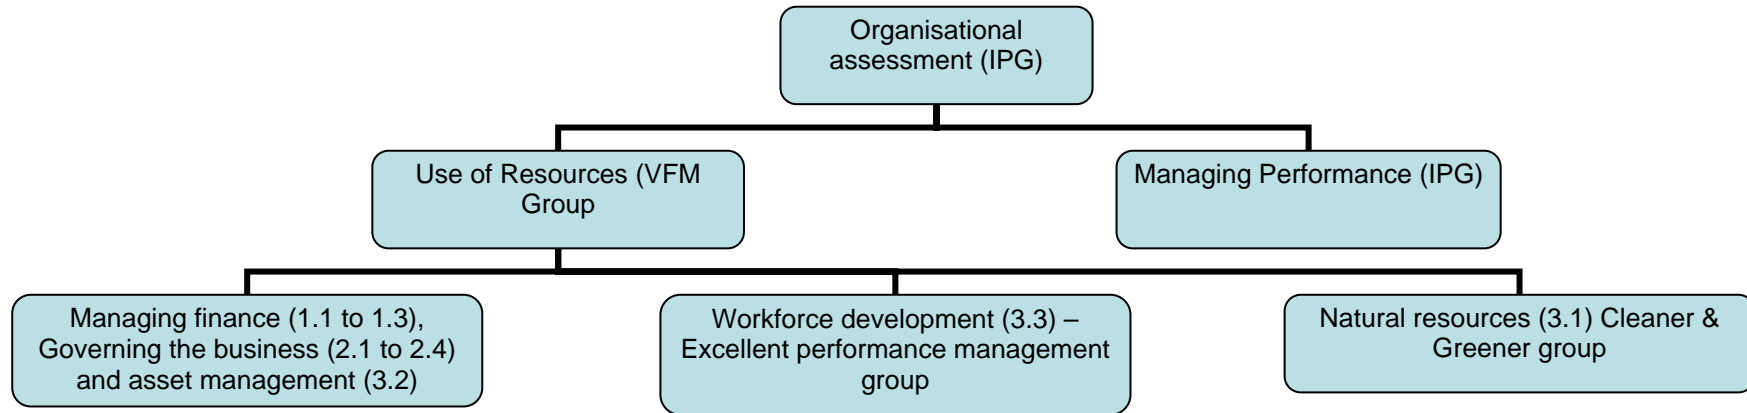 Organisational
assessment (IPG)
Use of Resources (VFM
Group
Managing Performance (IPG)
Managing finance (1.1 to 1.3),
Governing the business (2.1 to 2.4)
and asset management (3.2)
Workforce development (3.3) –
Excellent performance management
group
Natural resources (3.1) Cleaner &
Greener group